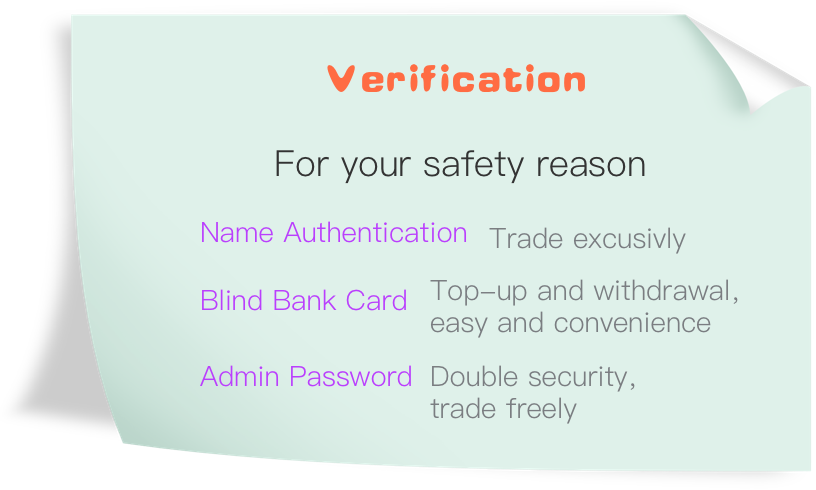 Verification
For your safety reason
Name Authentication Trade excusivly
Blind Bank Card Top-up and withdrawal,
easy and convenience
Admin Password Double security,
trade freely